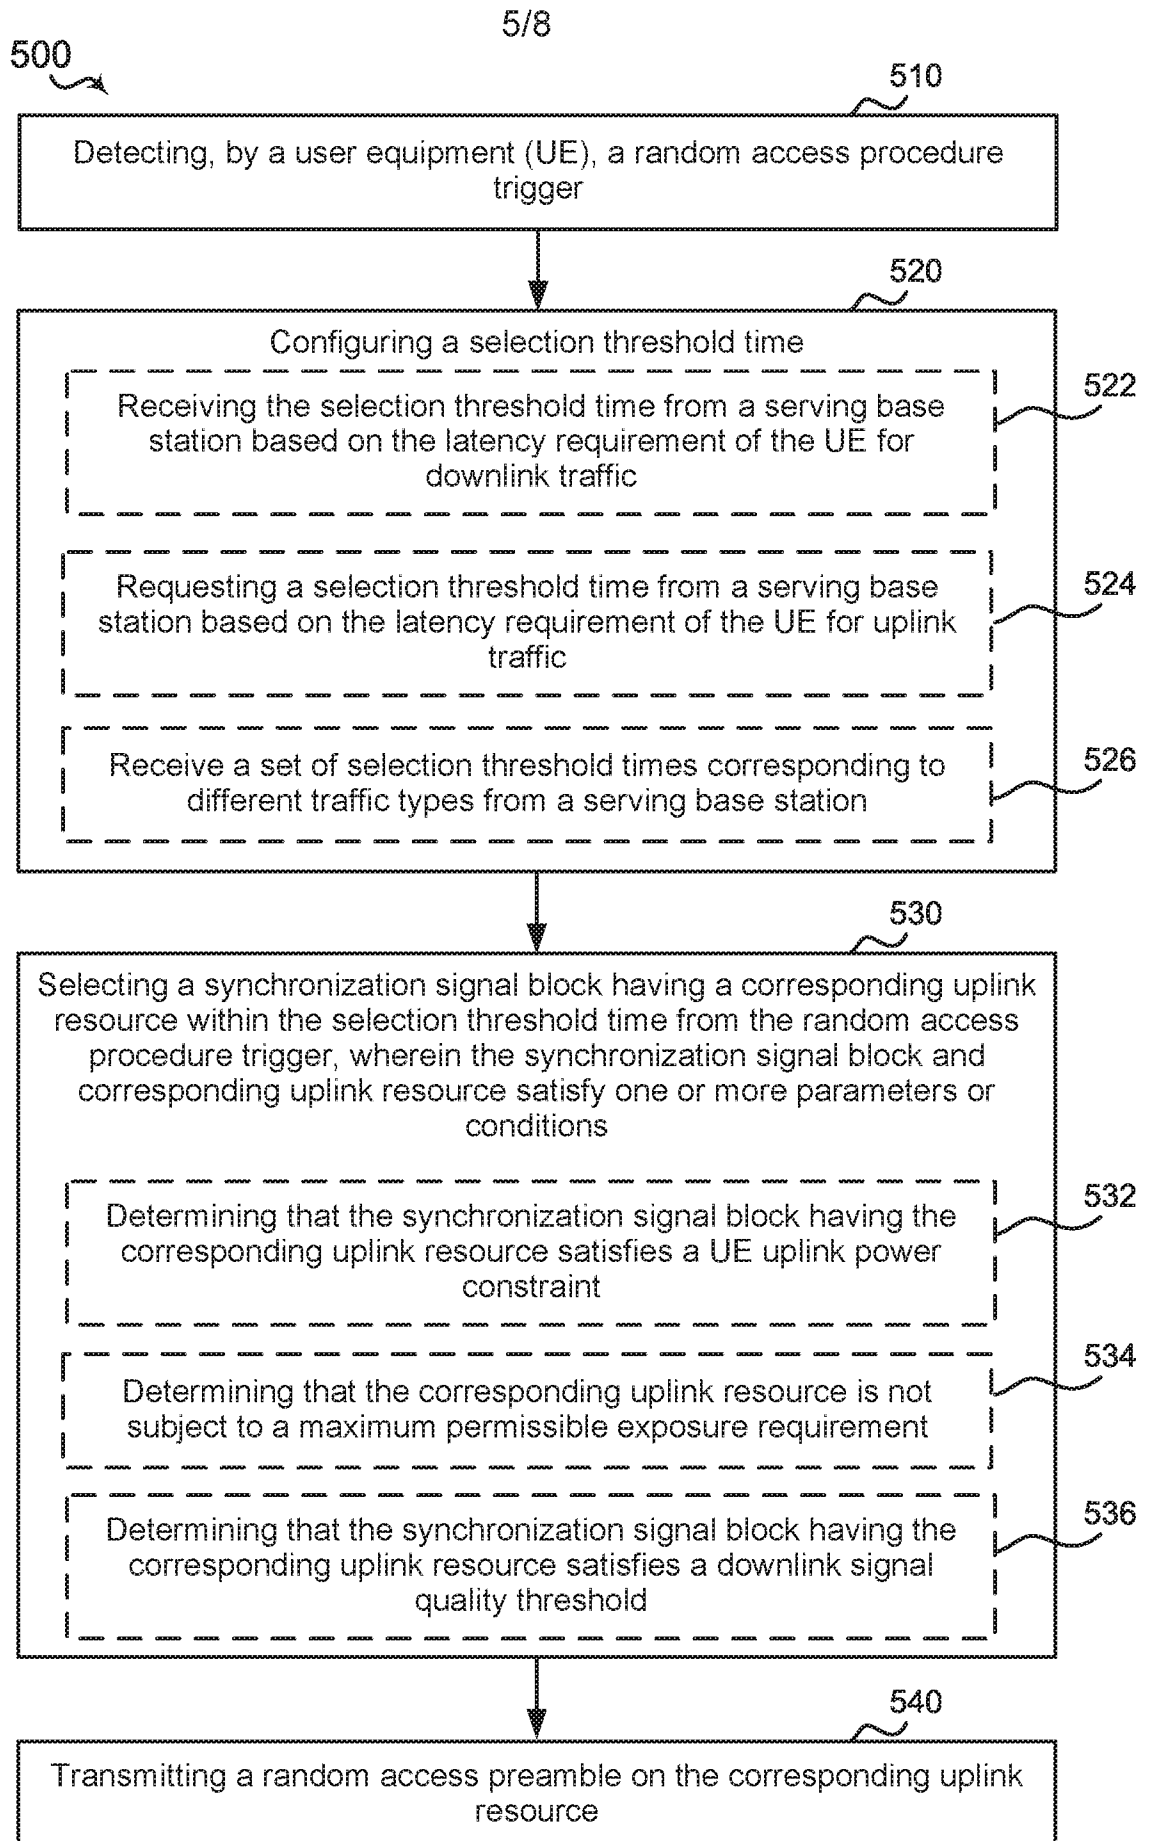 5/8
500
510
Detecting, by a user equipment (UE), a random access procedure
trigger
520
Configuring a selection threshold time
522
Receiving the selection threshold time from a serving base
station based on the latency requirement of the UE for
downlink traffic
524
Requesting a selection threshold time from a serving base
station based on the latency requirement of the UE for uplink
traffic
526
Receive a set of selection threshold times corresponding to
different traffic types from a serving base station
530
Selecting a synchronization signal block having a corresponding uplink
resource within the selection threshold time from the random access
procedure trigger, wherein the synchronization signal block and
corresponding uplink resource satisfy one or more parameters or
conditions
532
Determining that the synchronization signal block having the
corresponding uplink resource satisfies a UE uplink power
constraint
534
Determining that the corresponding uplink resource is not
subject to a maximum permissible exposure requirement
536
Determining that the synchronization signal block having the
corresponding uplink resource satisfies a downlink signal
quality threshold
540
Transmitting a random access preamble on the corresponding uplink
resource